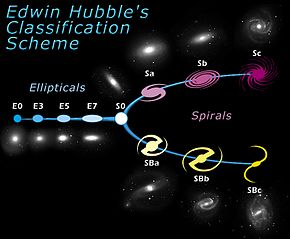 Edwin Hubble's
Classification
Scheme
Ellipticals
E0 E3 E5 E7 S0
Sa Sb Sc
Spirals
SBa SBb SBc